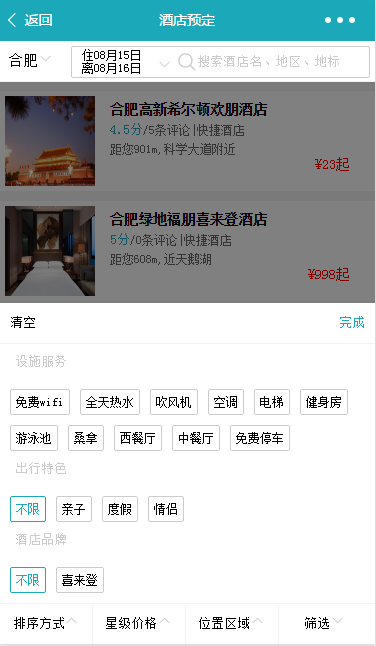 返回 酒店预定
合肥
住08月15日
离08月16日
搜索酒店名、地区、地标
合肥高新希尔顿欢朋酒店
4.5分/5条评论|快捷酒店
距您901m,科学大道附近
¥23起
合肥绿地福朋喜来登酒店
5分/0条评论|快捷酒店
距您608m,近天鹅湖
¥998起
清空 完成
设施服务
免费wifi 全天热水 吹风机 空调 电梯 健身房
游泳池 桑拿 西餐厅 中餐厅 免费停车
出行特色
不限 亲子 度假 情侣
酒店品牌
不限 喜来登
排序方式 星级价格 位置区域 筛选